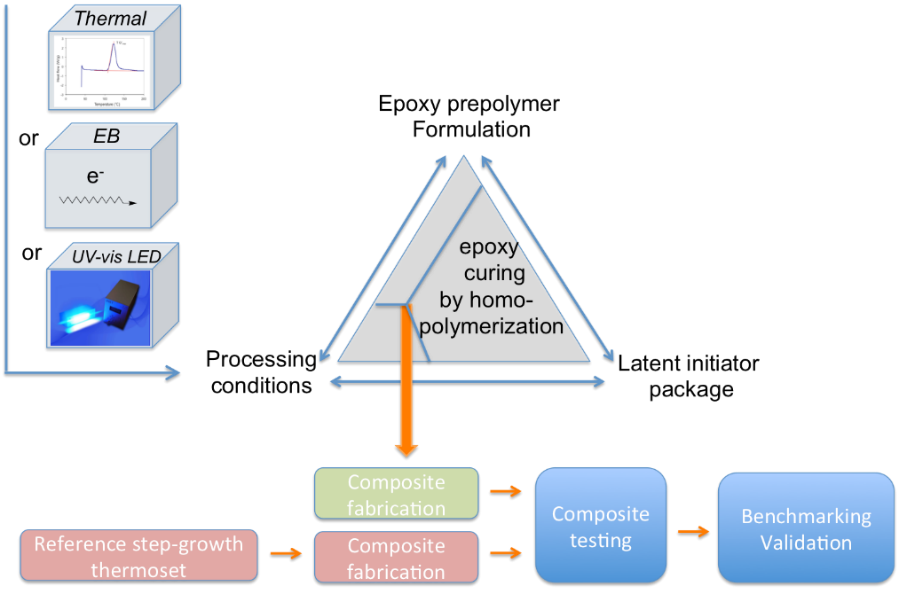 Thermal
or
EB
e-
or
UV-vis LED
Epoxy prepolymer
Formulation
epoxy
curing
by homo-
polymerization
Processing
conditions
Latent initiator
package
Composite
fabrication
Reference step-growth
thermoset
Composite
fabrication
Composite
testing
Benchmarking
Validation